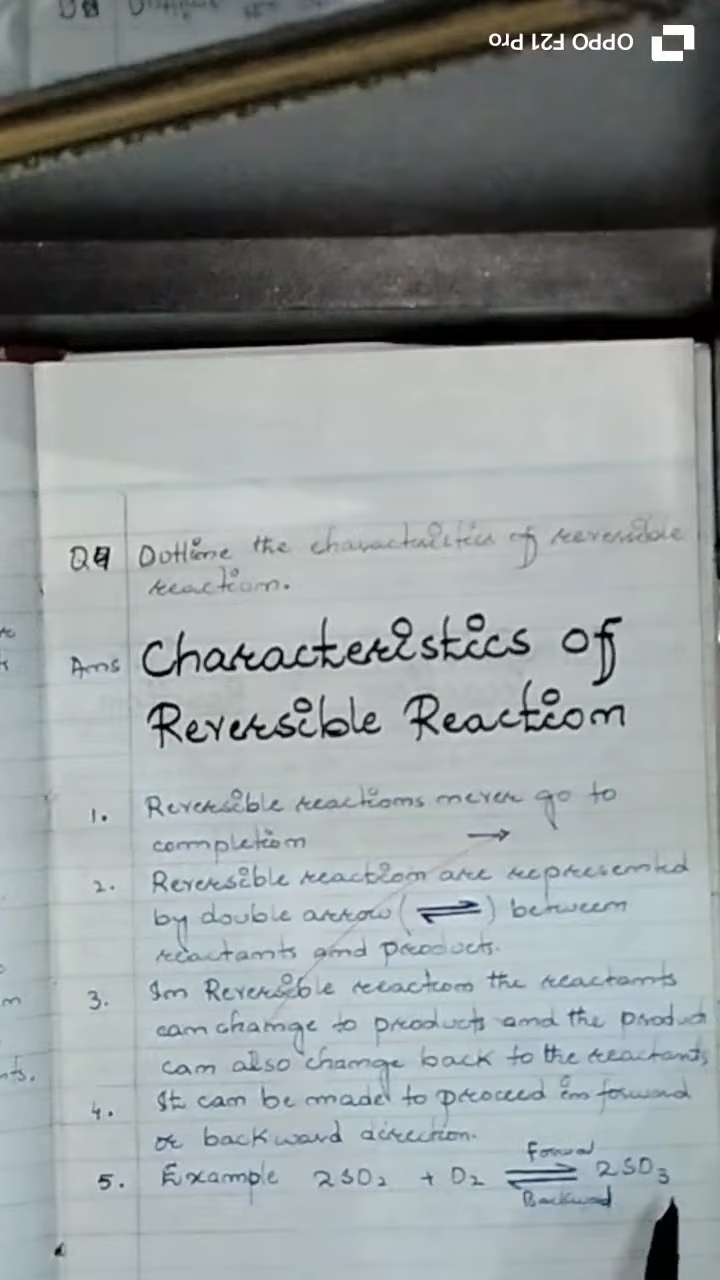 OPPO F21 Pro
Q4 Outline the characteristics of reversible
reaction.
Ans Characteristics of
Reversible Reaction
1. Reversible reactions never go to
completion →
2. Reversible reaction are represented
by double arrow (⇌) between
reactants and products.
3. In Reversible reaction the reactants
can change to products and the product
can also change back to the reactants
4. It can be made to proceed in forward
or backward direction.
Forwad
5. Example 2SO₂ + O₂ ⇌ 2SO₃
Backwad
nts.